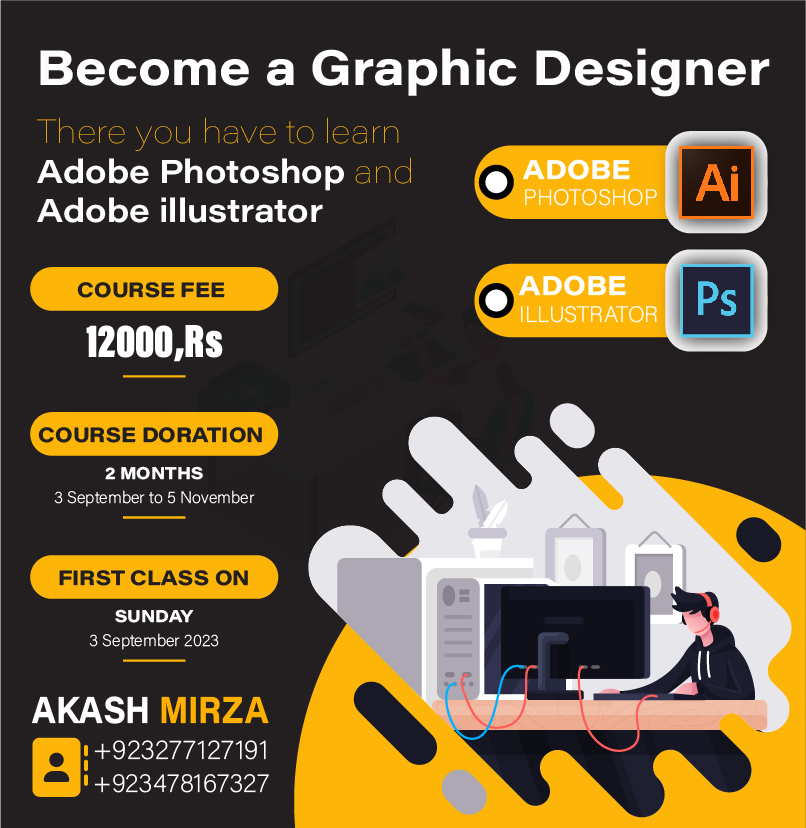 Become a Graphic Designer
There you have to learn
Adobe Photoshop and
Adobe illustrator
ADOBE
PHOTOSHOP
Ai
ADOBE
ILLUSTRATOR
Ps
COURSE FEE
12000,Rs
COURSE DORATION
2 MONTHS
3 September to 5 November
FIRST CLASS ON
SUNDAY
3 September 2023
AKASH MIRZA
+923277127191
+923478167327